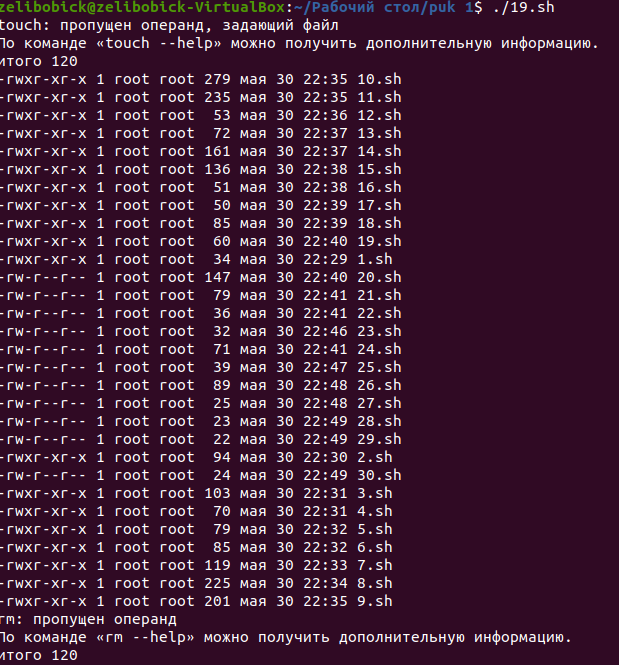 zelibobick@zelibobick-VirtualBox:~/Рабочий стол/puk 1$ ./19.sh
touch: пропущен операнд, задающий файл
По команде «touch --help» можно получить дополнительную информацию.
итого 120
-rwxr-xr-x 1 root root 279 мая 30 22:35 10.sh
-rwxr-xr-x 1 root root 235 мая 30 22:35 11.sh
-rwxr-xr-x 1 root root  53 мая 30 22:36 12.sh
-rwxr-xr-x 1 root root  72 мая 30 22:37 13.sh
-rwxr-xr-x 1 root root 161 мая 30 22:37 14.sh
-rwxr-xr-x 1 root root 136 мая 30 22:38 15.sh
-rwxr-xr-x 1 root root  51 мая 30 22:38 16.sh
-rwxr-xr-x 1 root root  50 мая 30 22:39 17.sh
-rwxr-xr-x 1 root root  85 мая 30 22:39 18.sh
-rwxr-xr-x 1 root root  60 мая 30 22:40 19.sh
-rwxr-xr-x 1 root root  34 мая 30 22:29 1.sh
-rw-r--r-- 1 root root 147 мая 30 22:40 20.sh
-rw-r--r-- 1 root root  79 мая 30 22:41 21.sh
-rw-r--r-- 1 root root  36 мая 30 22:41 22.sh
-rw-r--r-- 1 root root  32 мая 30 22:46 23.sh
-rw-r--r-- 1 root root  71 мая 30 22:41 24.sh
-rw-r--r-- 1 root root  39 мая 30 22:47 25.sh
-rw-r--r-- 1 root root  89 мая 30 22:48 26.sh
-rw-r--r-- 1 root root  25 мая 30 22:48 27.sh
-rw-r--r-- 1 root root  23 мая 30 22:49 28.sh
-rw-r--r-- 1 root root  22 мая 30 22:49 29.sh
-rwxr-xr-x 1 root root  94 мая 30 22:30 2.sh
-rw-r--r-- 1 root root  24 мая 30 22:49 30.sh
-rwxr-xr-x 1 root root 103 мая 30 22:31 3.sh
-rwxr-xr-x 1 root root  70 мая 30 22:31 4.sh
-rwxr-xr-x 1 root root  79 мая 30 22:32 5.sh
-rwxr-xr-x 1 root root  85 мая 30 22:32 6.sh
-rwxr-xr-x 1 root root 119 мая 30 22:33 7.sh
-rwxr-xr-x 1 root root 225 мая 30 22:34 8.sh
-rwxr-xr-x 1 root root 201 мая 30 22:35 9.sh
rm: пропущен операнд
По команде «rm --help» можно получить дополнительную информацию.
итого 120